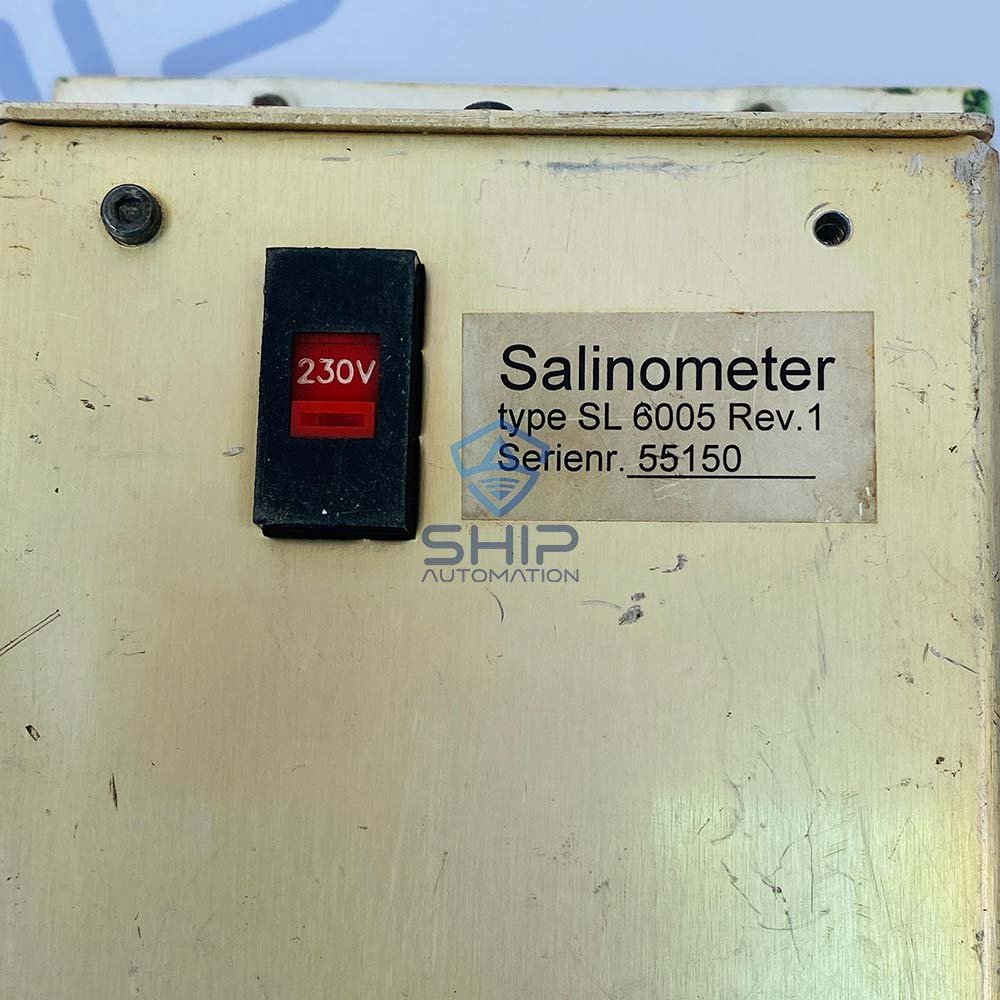 230V
Salinometer
type SL 6005 Rev.1
Serienr. 55150
SHIP
AUTOMATION